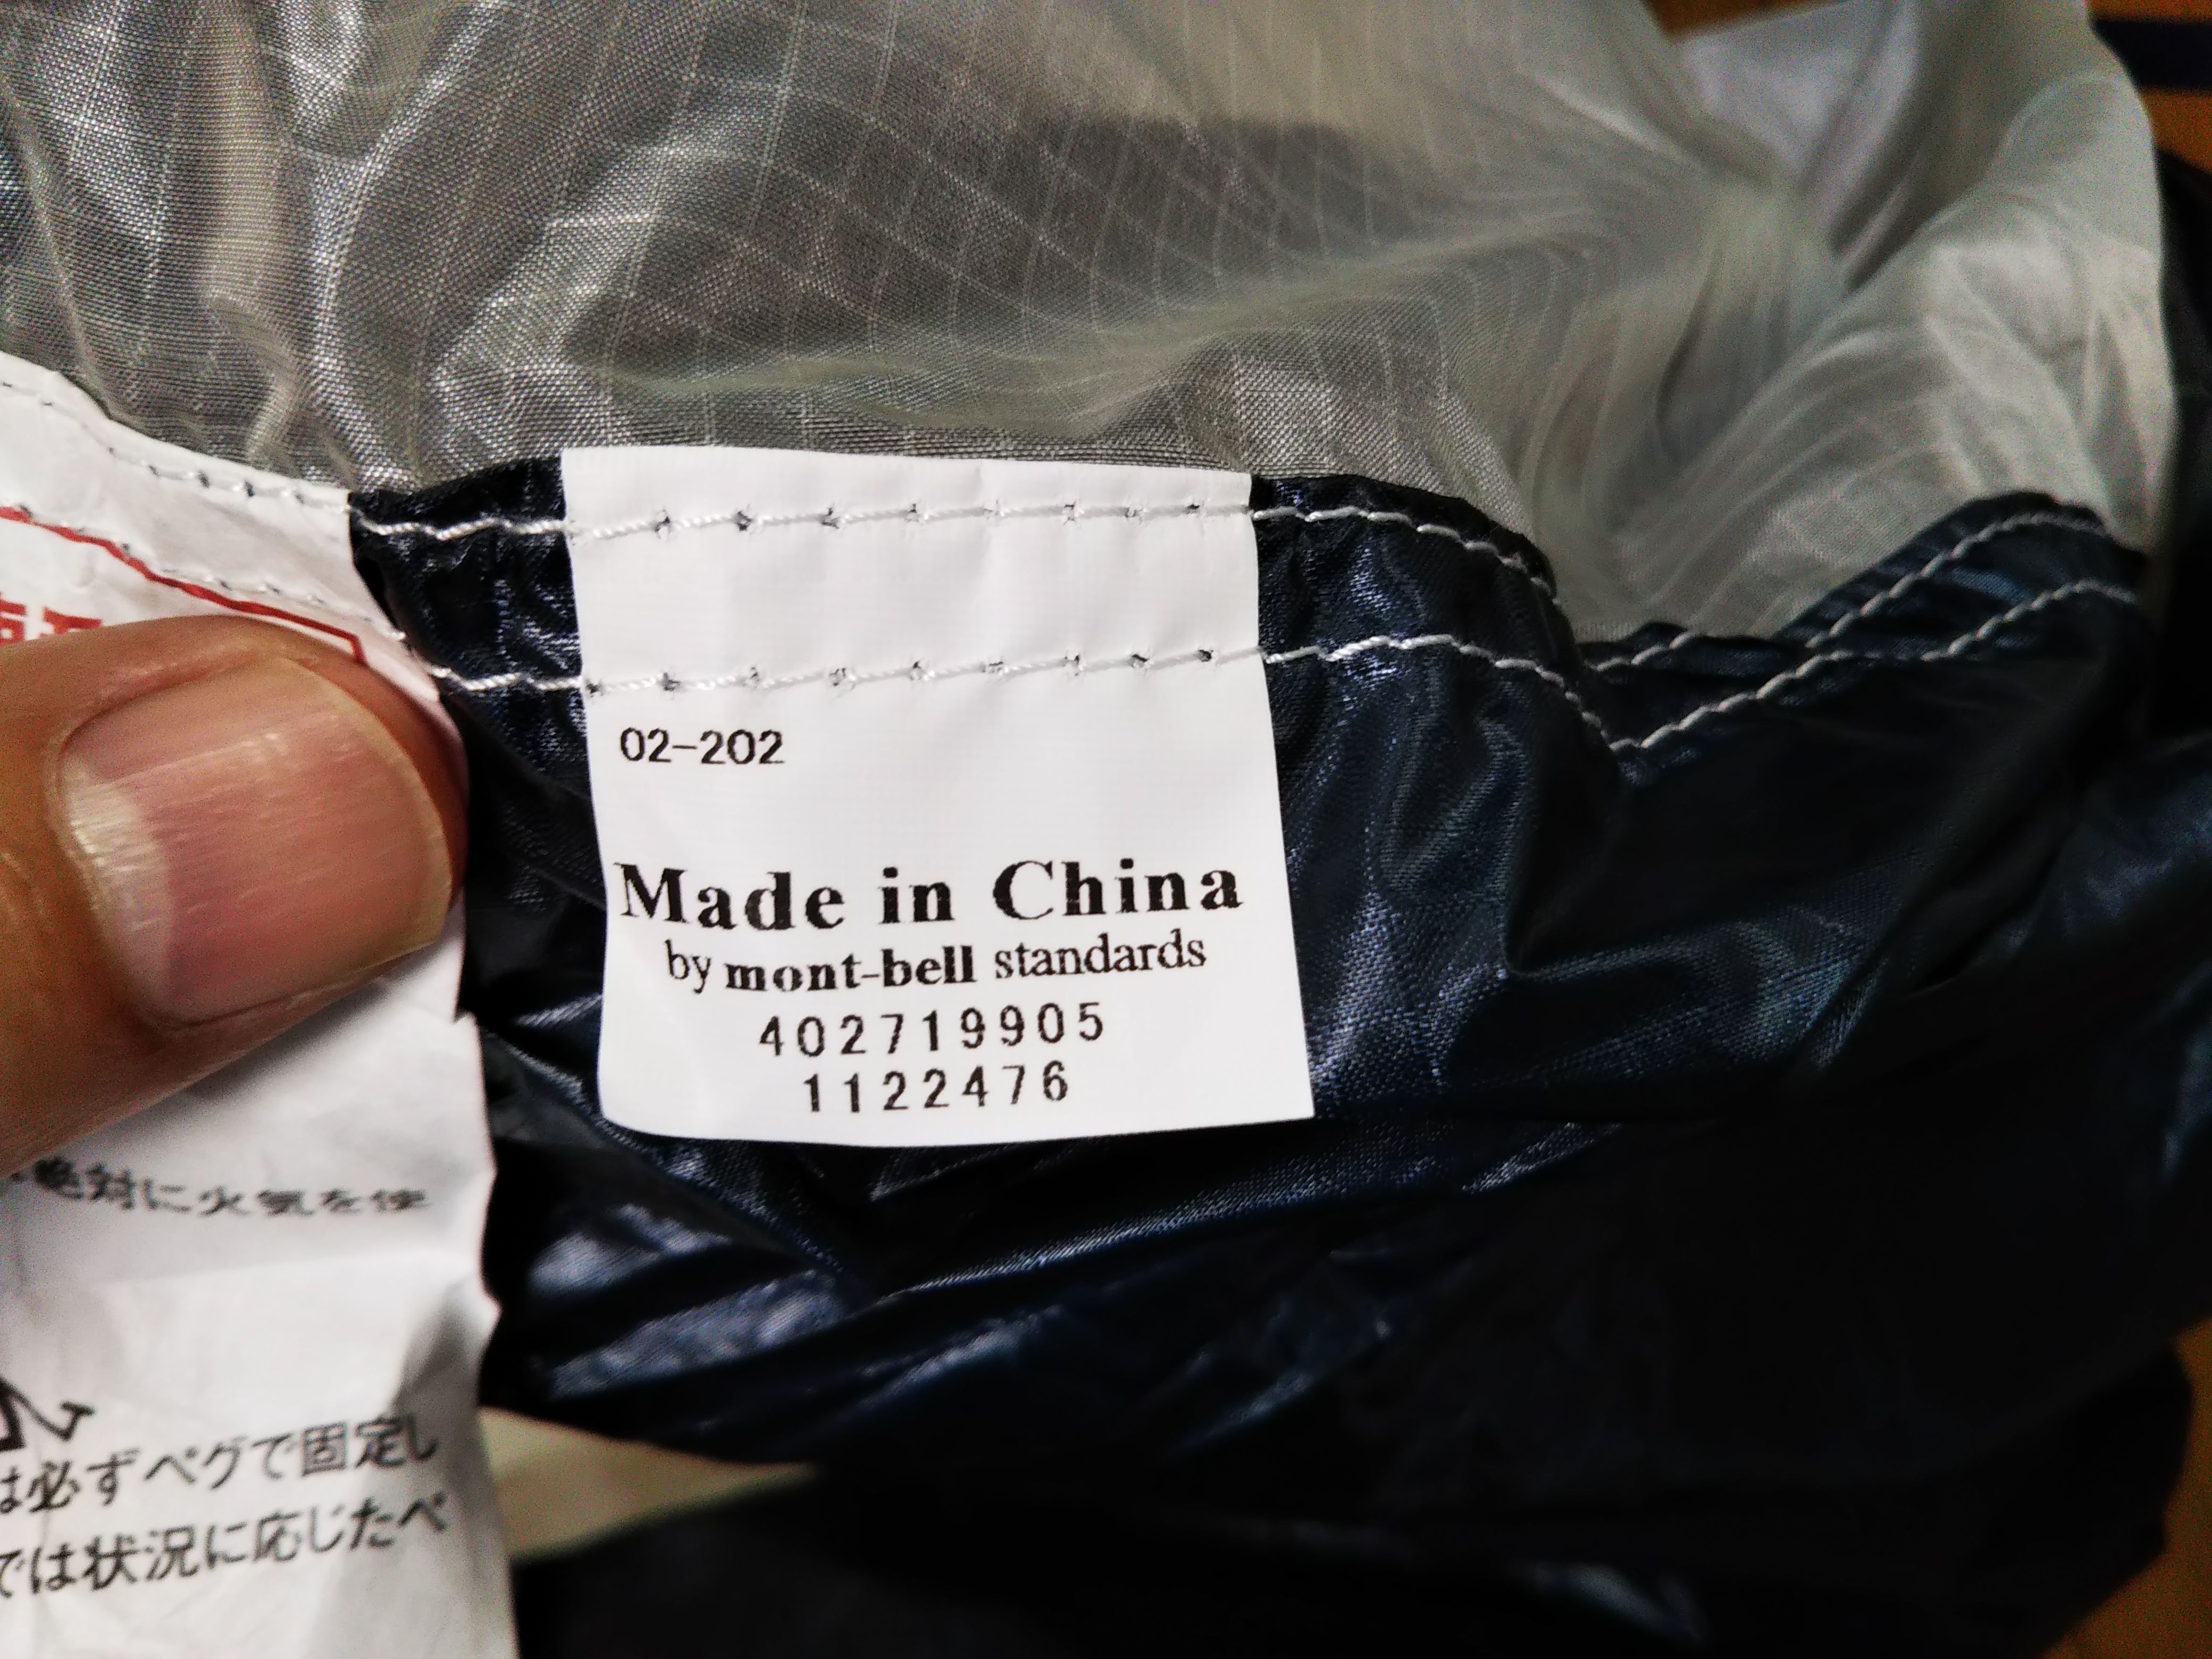 02-202
Made in China
by mont-bell standards
402719905
1122476
絶対に火気を使
は必ずペグで固定し
では状況に応じたペ